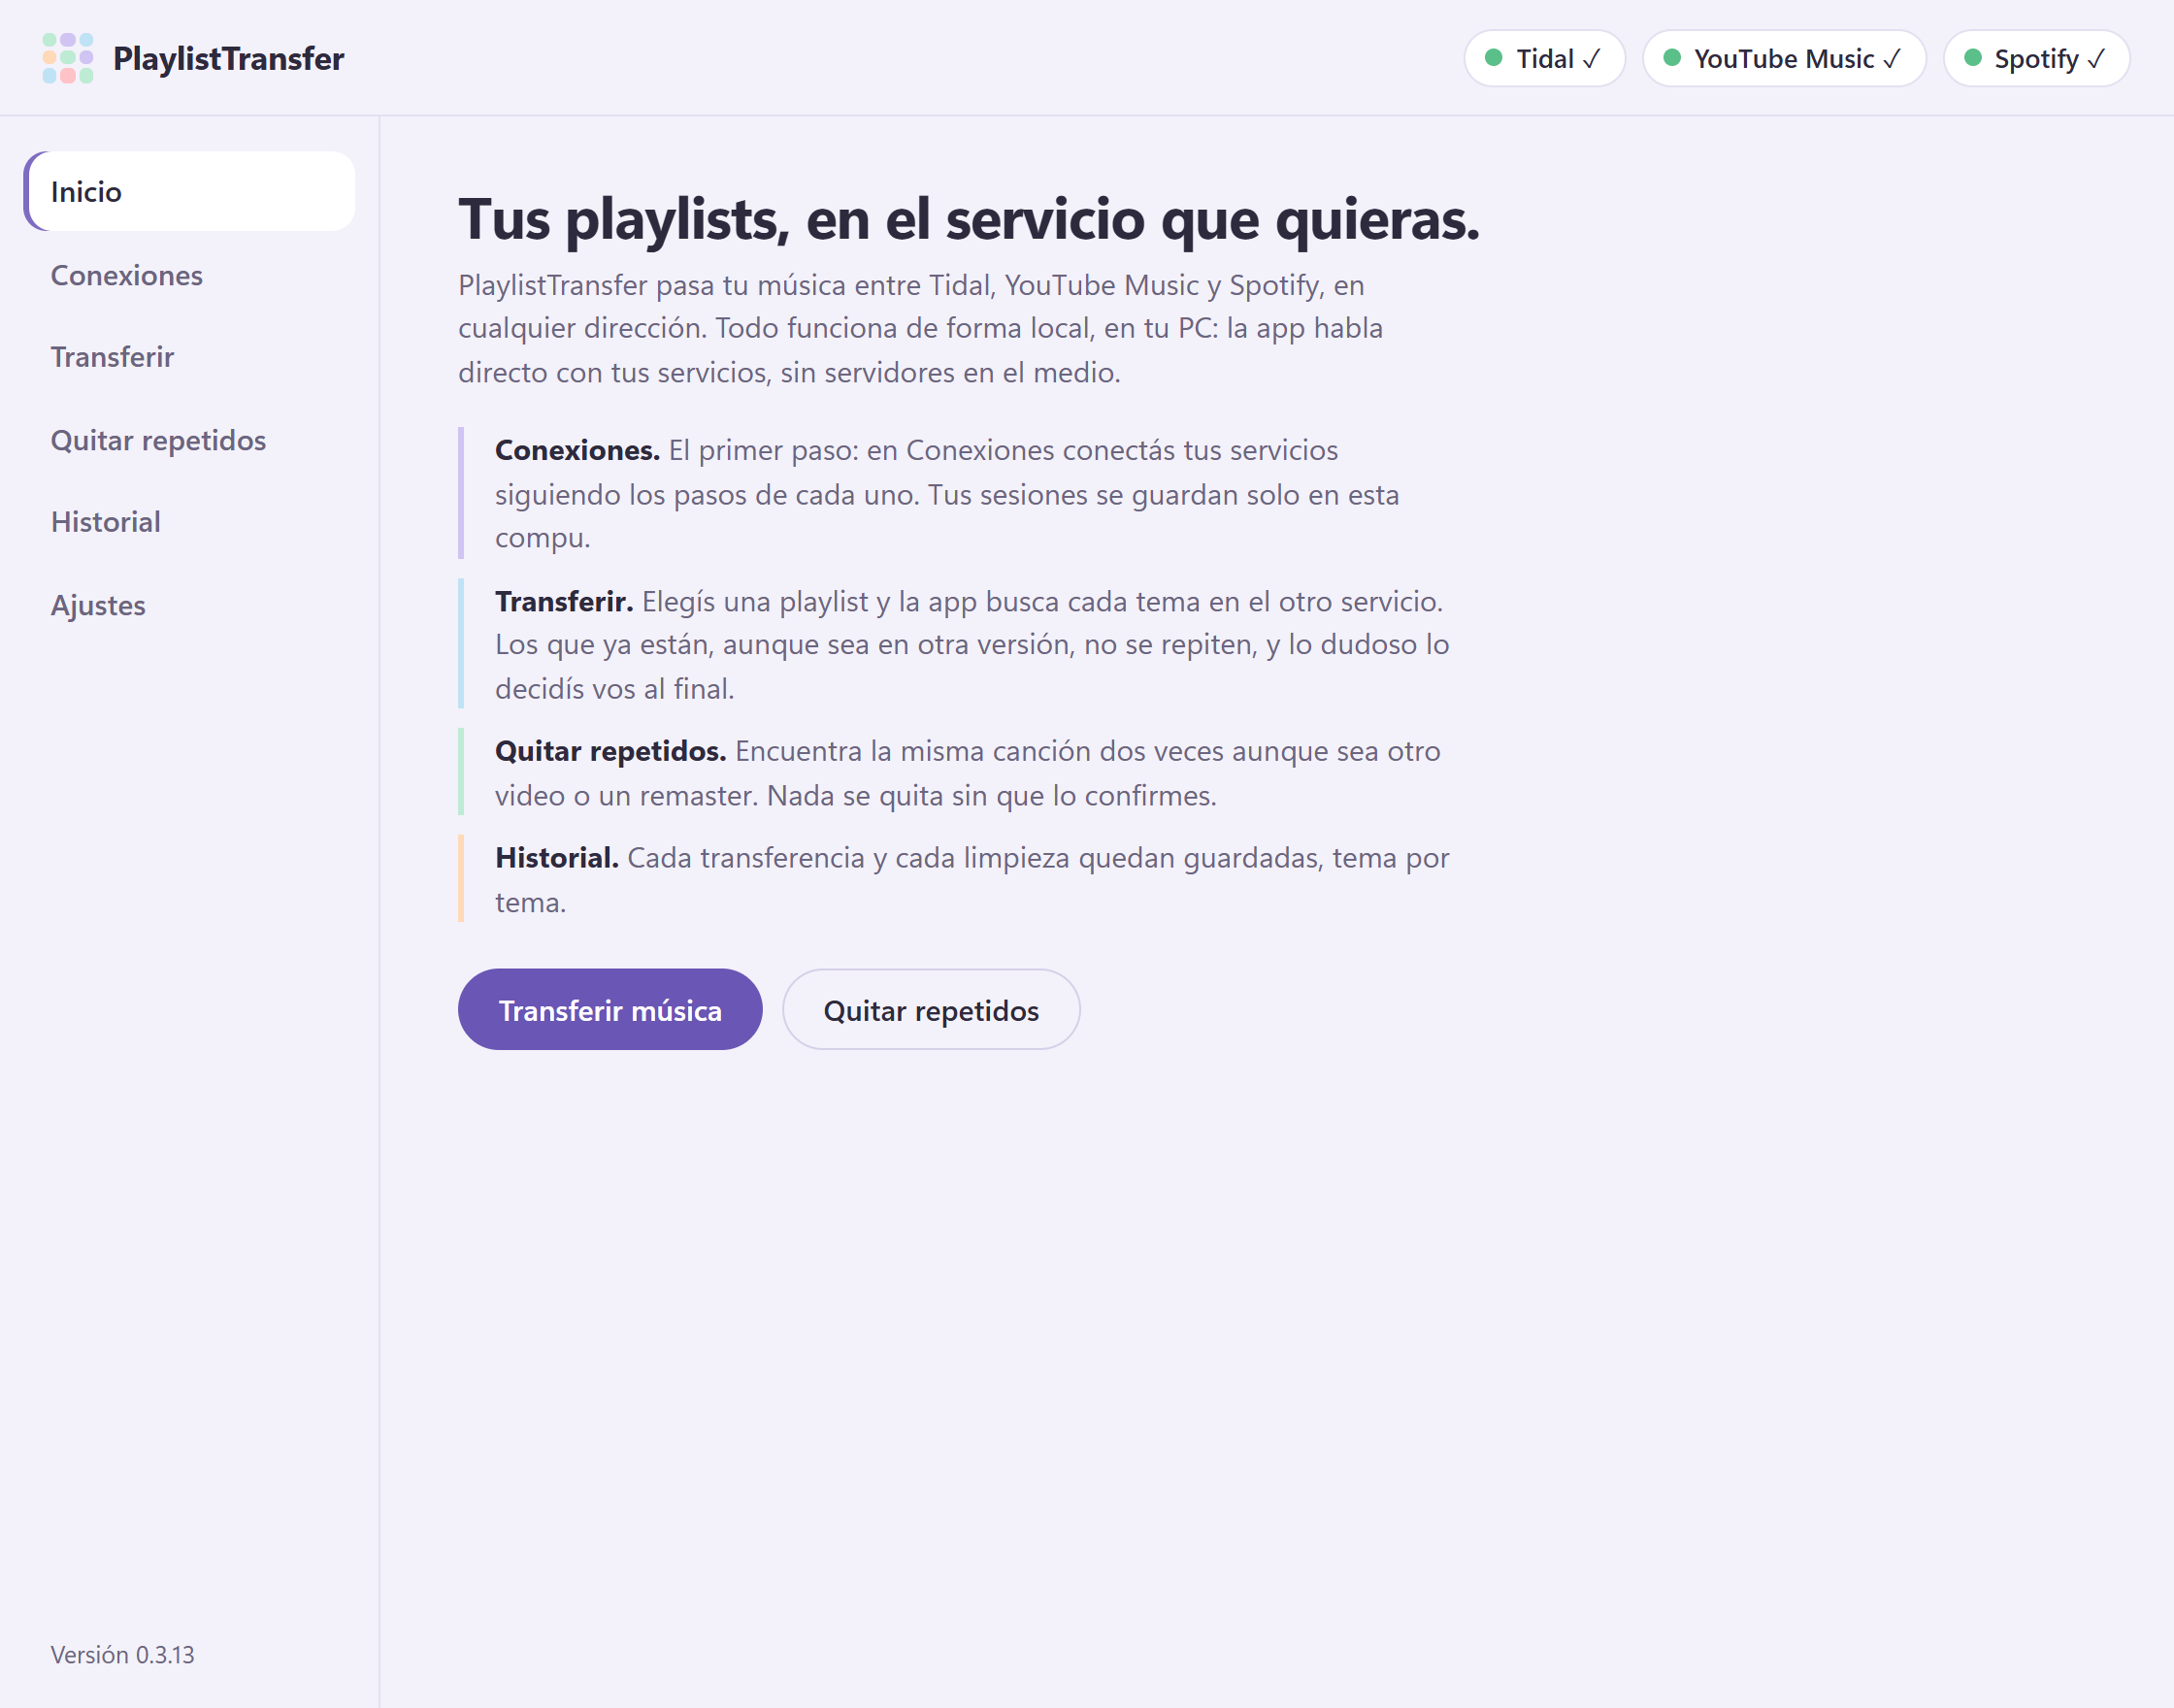 PlaylistTransfer
Tidal ✓
YouTube Music ✓
Spotify ✓
Inicio
Conexiones
Transferir
Quitar repetidos
Historial
Ajustes
Versión 0.3.13
Tus playlists, en el servicio que quieras.
PlaylistTransfer pasa tu música entre Tidal, YouTube Music y Spotify, en
cualquier dirección. Todo funciona de forma local, en tu PC: la app habla
directo con tus servicios, sin servidores en el medio.
Conexiones. El primer paso: en Conexiones conectás tus servicios
siguiendo los pasos de cada uno. Tus sesiones se guardan solo en esta
compu.
Transferir. Elegís una playlist y la app busca cada tema en el otro servicio.
Los que ya están, aunque sea en otra versión, no se repiten, y lo dudoso lo
decidís vos al final.
Quitar repetidos. Encuentra la misma canción dos veces aunque sea otro
video o un remaster. Nada se quita sin que lo confirmes.
Historial. Cada transferencia y cada limpieza quedan guardadas, tema por
tema.
Transferir música
Quitar repetidos